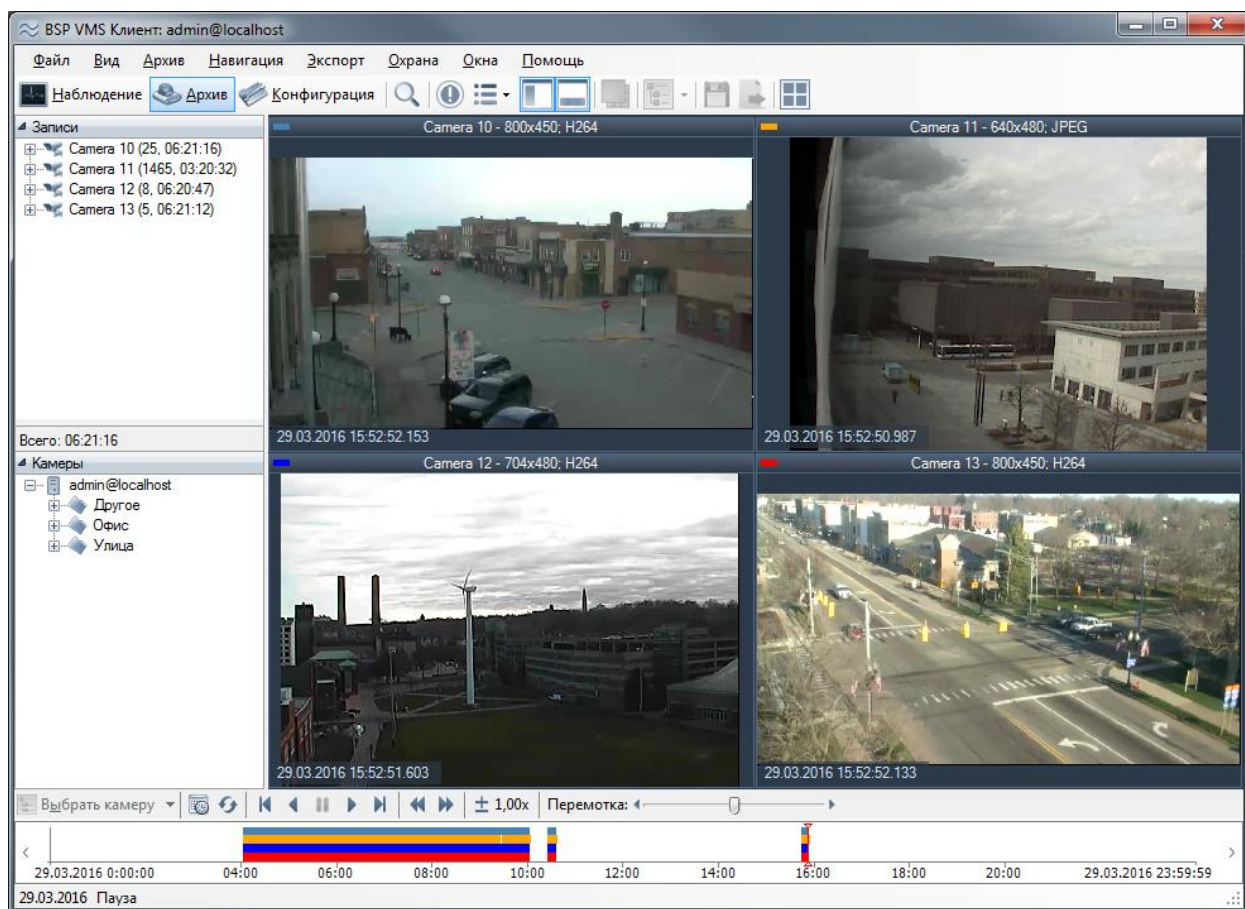 BSP VMS Клиент: admin@localhost
Файл Вид Архив Навигация Экспорт Охрана Окна Помощь
Наблюдение Архив Конфигурация
Записи
Camera 10 (25, 06:21:16)
Camera 11 (1465, 03:20:32)
Camera 12 (8, 06:20:47)
Camera 13 (5, 06:21:12)
Всего: 06:21:16
Камеры
admin@localhost
Другое
Офис
Улица
Camera 10 - 800x450; H264
29.03.2016 15:52:52.153
Camera 11 - 640x480; JPEG
29.03.2016 15:52:50.987
Camera 12 - 704x480; H264
29.03.2016 15:52:51.603
Camera 13 - 800x450; H264
29.03.2016 15:52:52.133
Выбрать камеру ± 1,00x Перемотка:
29.03.2016 0:00:00 04:00 06:00 08:00 10:00 12:00 14:00 16:00 18:00 20:00 29.03.2016 23:59:59
29.03.2016 Пауза